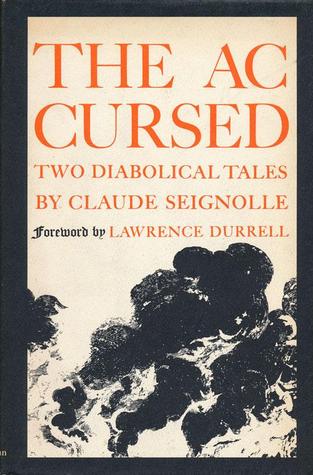 THE AC
CURSED
TWO DIABOLICAL TALES
BY CLAUDE SEIGNOLLE
Foreword by LAWRENCE DURRELL